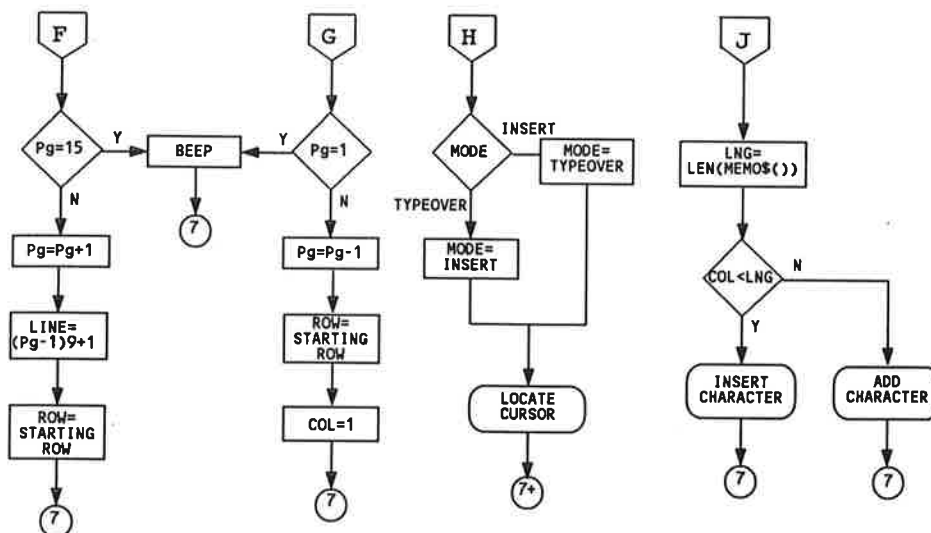 F
Pg=15
Y
N
BEEP
7
Pg=Pg+1
LINE=
(Pg-1)9+1
ROW=
STARTING
ROW
7
G
Pg=1
Y
N
Pg=Pg-1
ROW=
STARTING
ROW
COL=1
7
H
MODE
INSERT
MODE=
TYPEOVER
TYPEOVER
MODE=
INSERT
LOCATE
CURSOR
7+
J
LNG=
LEN(MEMO$())
COL<LNG
N
Y
INSERT
CHARACTER
7
ADD
CHARACTER
7